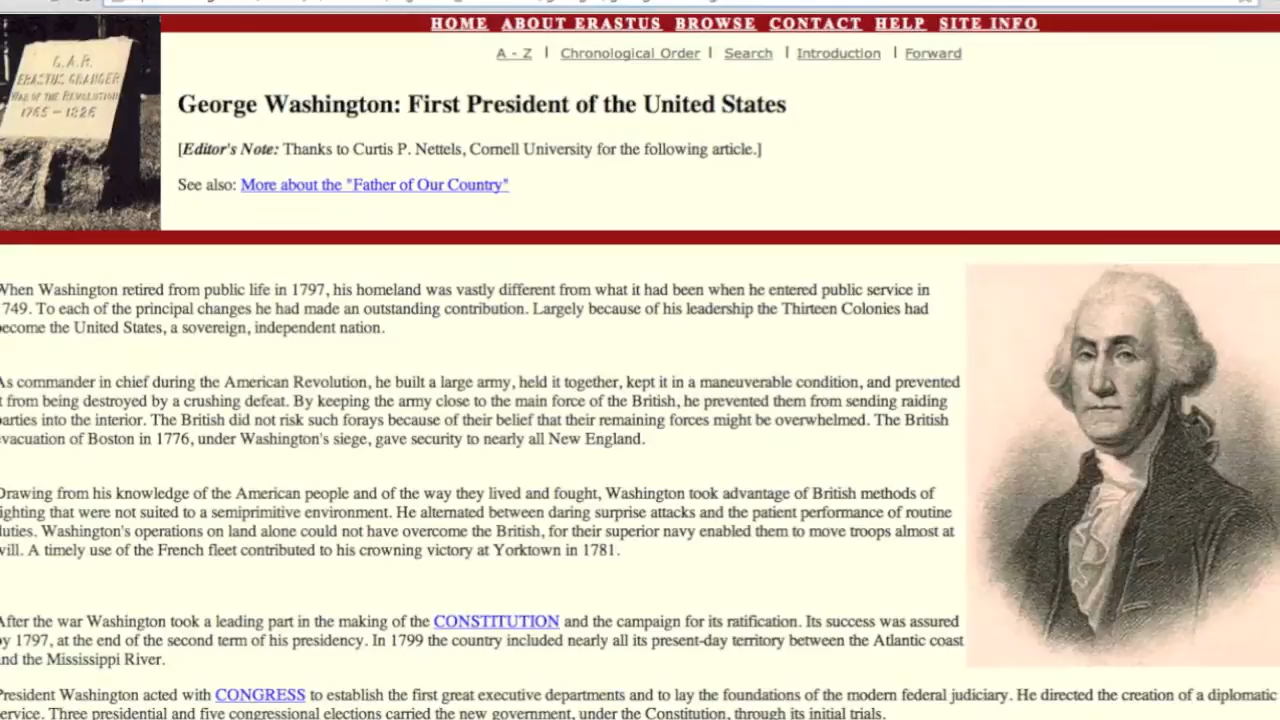 HOME ABOUT ERASTUS BROWSE CONTACT HELP SITE INFO
A - Z | Chronological Order | Search | Introduction | Forward
G.A.R.
ERASTUS GRANGER
WAR OF THE REVOLUTION
1765 – 1826
George Washington: First President of the United States
[Editor's Note: Thanks to Curtis P. Nettels, Cornell University for the following article.]
See also: More about the "Father of Our Country"
When Washington retired from public life in 1797, his homeland was vastly different from what it had been when he entered public service in
749. To each of the principal changes he had made an outstanding contribution. Largely because of his leadership the Thirteen Colonies had
become the United States, a sovereign, independent nation.
As commander in chief during the American Revolution, he built a large army, held it together, kept it in a maneuverable condition, and prevented
t from being destroyed by a crushing defeat. By keeping the army close to the main force of the British, he prevented them from sending raiding
parties into the interior. The British did not risk such forays because of their belief that their remaining forces might be overwhelmed. The British
evacuation of Boston in 1776, under Washington's siege, gave security to nearly all New England.
Drawing from his knowledge of the American people and of the way they lived and fought, Washington took advantage of British methods of
ighting that were not suited to a semiprimitive environment. He alternated between daring surprise attacks and the patient performance of routine
duties. Washington's operations on land alone could not have overcome the British, for their superior navy enabled them to move troops almost at
will. A timely use of the French fleet contributed to his crowning victory at Yorktown in 1781.
After the war Washington took a leading part in the making of the CONSTITUTION and the campaign for its ratification. Its success was assured
by 1797, at the end of the second term of his presidency. In 1799 the country included nearly all its present-day territory between the Atlantic coast
and the Mississippi River.
President Washington acted with CONGRESS to establish the first great executive departments and to lay the foundations of the modern federal judiciary. He directed the creation of a diplomatic
service. Three presidential and five congressional elections carried the new government, under the Constitution, through its initial trials.